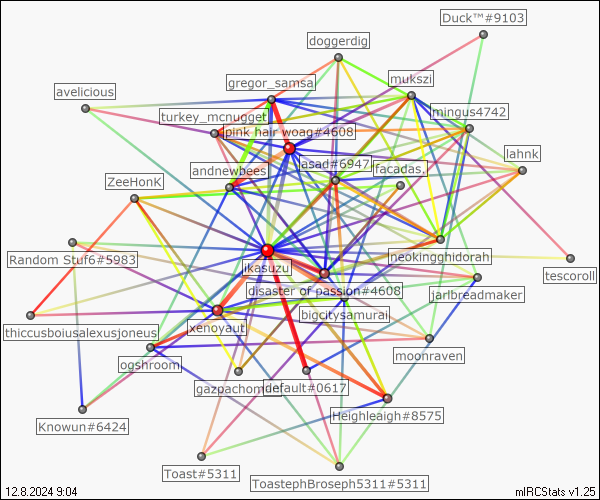 Duck™#9103
doggerdig
mukszi
gregor_samsa
avelicious
turkey_mcnugget
mingus4742
pink hair woag#4608
lasad#6947
facadas.
lahnk
andnewbees
ZeeHonK
neokingghidorah
Random Stuf6#5983
ikasuzu
tescoroll
disaster of passion#4608
jarlbreadmaker
bigcitysamurai
thiccusboiusalexusjoneus
xenoyaut
moonraven
ogshroom
gazpachoman
default#0617
Heighleaigh#8575
Knowun#6424
Toast#5311
ToastephBroseph5311#5311
12.8.2024 9:04
mIRCStats v1.25